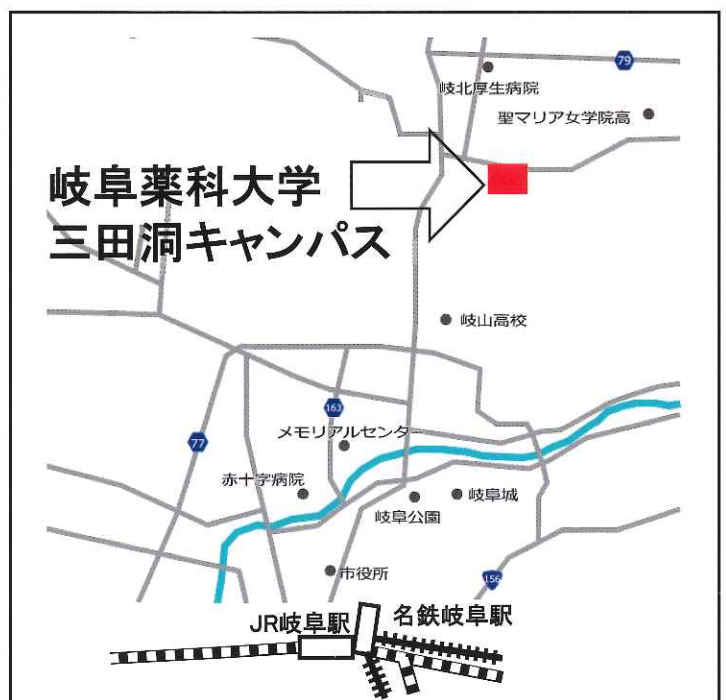 79
岐北厚生病院
聖マリア女学院高
岐阜薬科大学
三田洞キャンパス
岐山高校
163
メモリアルセンター
77
赤十字病院
岐阜城
岐阜公園
市役所
156
JR岐阜駅
名鉄岐阜駅